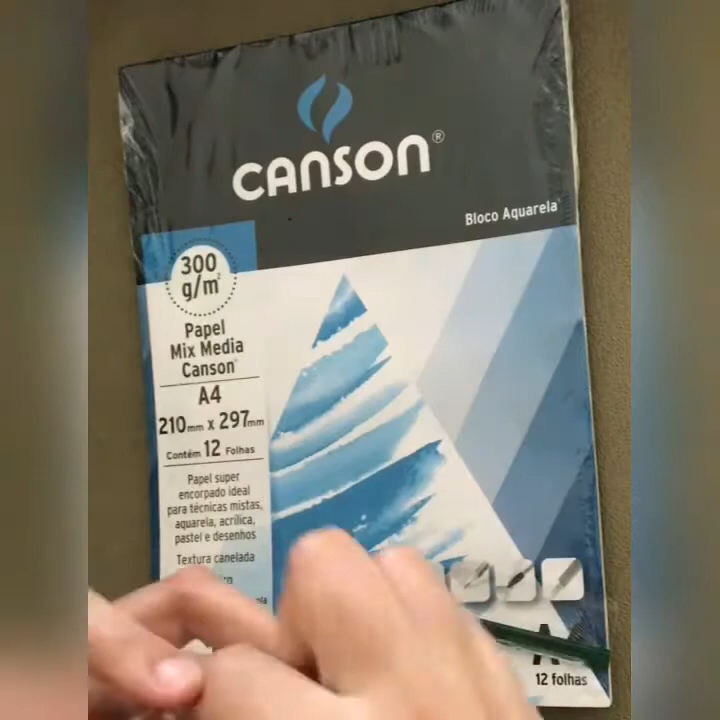 CANSON®
Bloco Aquarela
300
g/m²
Papel
Mix Media
Canson
A4
210mm x 297mm
Contém 12 Folhas
Papel super
encorpado ideal
para técnicas mistas,
aquarela, acrílica,
pastel e desenhos
Textura canelada
12 folhas